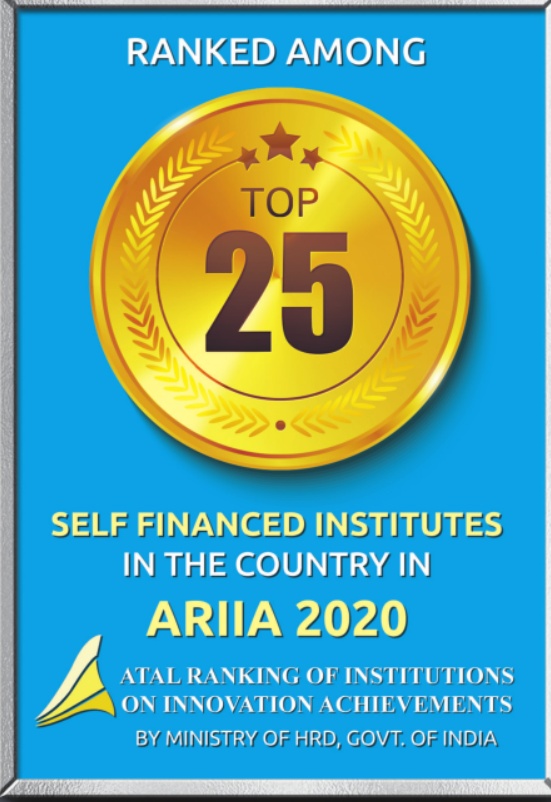 RANKED AMONG
TOP
25
SELF FINANCED INSTITUTES
IN THE COUNTRY IN
ARIIA 2020
ATAL RANKING OF INSTITUTIONS
ON INNOVATION ACHIEVEMENTS
BY MINISTRY OF HRD, GOVT. OF INDIA